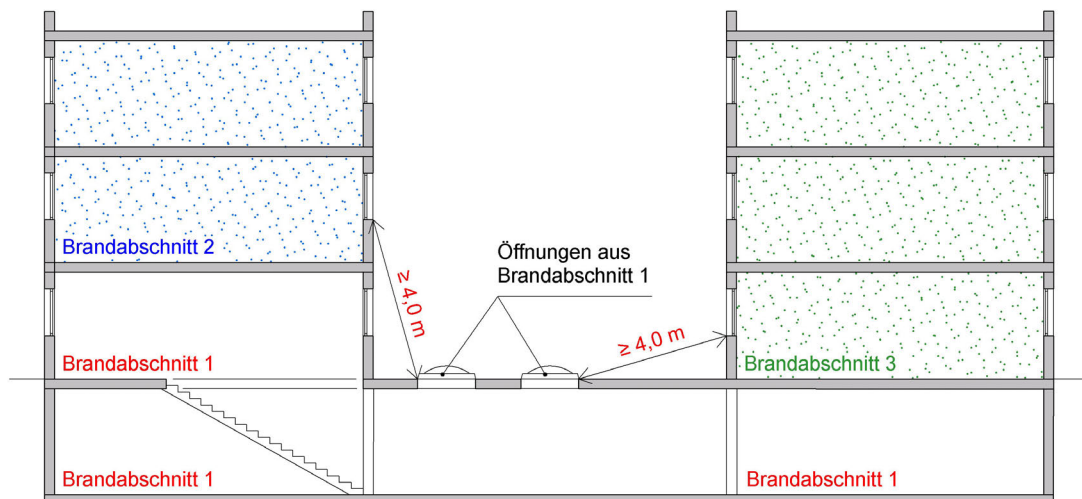 Brandabschnitt 2
Öffnungen aus
Brandabschnitt 1
≥ 4,0 m
≥ 4,0 m
Brandabschnitt 1
Brandabschnitt 3
Brandabschnitt 1
Brandabschnitt 1